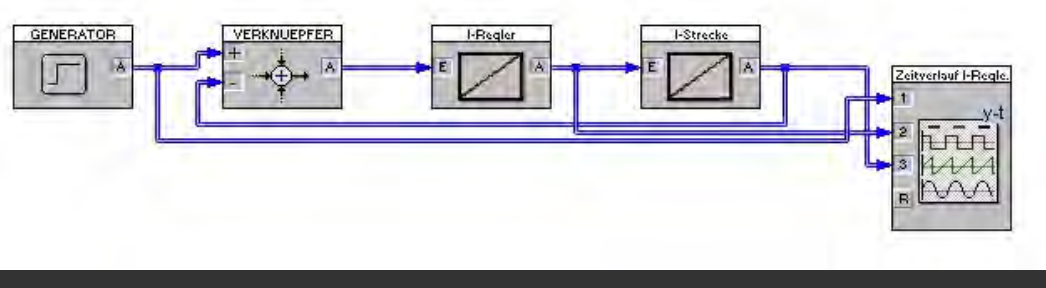 GENERATOR
A
VERKNUEPFER
+
-
A
I-Regler
E
A
I-Strecke
E
A
Zeitverlauf I-Regle.
1
y-t
2
3
R